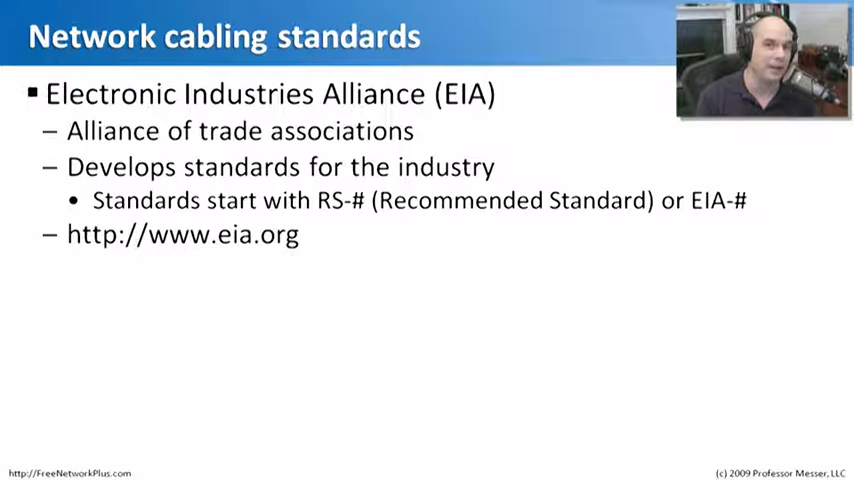 Network cabling standards
▪ Electronic Industries Alliance (EIA)
– Alliance of trade associations
– Develops standards for the industry
• Standards start with RS-# (Recommended Standard) or EIA-#
– http://www.eia.org
http://FreeNetworkPlus.com
(c) 2009 Professor Messer, LLC